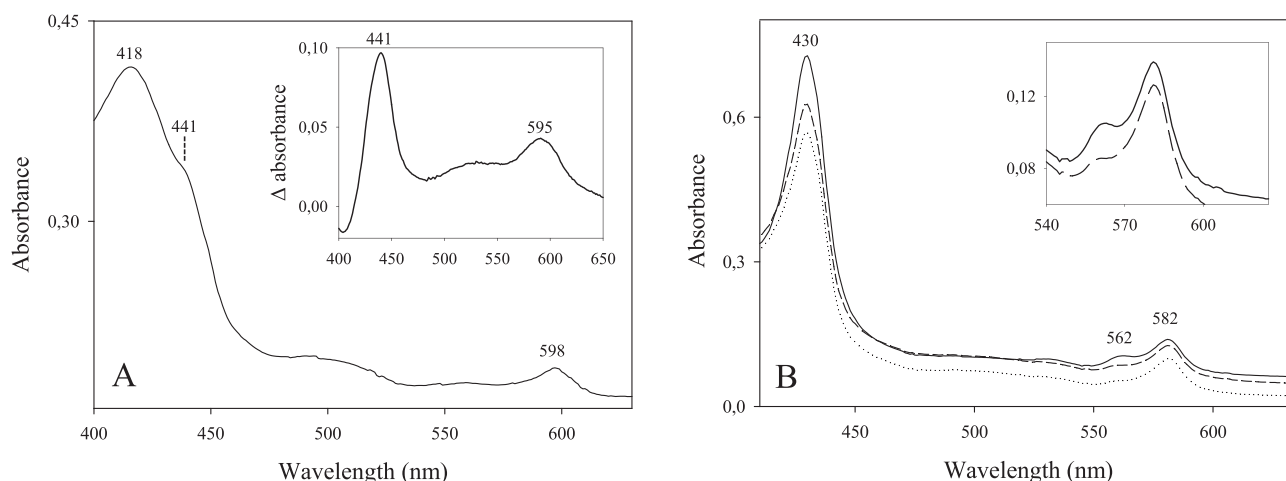 0,45
418
441
0,30
Absorbance
A
598
400 450 500 550 600
Wavelength (nm)
441
0,10
0,05
595
Δ absorbance
0,00
400 450 500 550 600 650
430
0,6
0,3
0,0
Absorbance
B
562
582
450 500 550 600
Wavelength (nm)
0,12
0,08
540 570 600